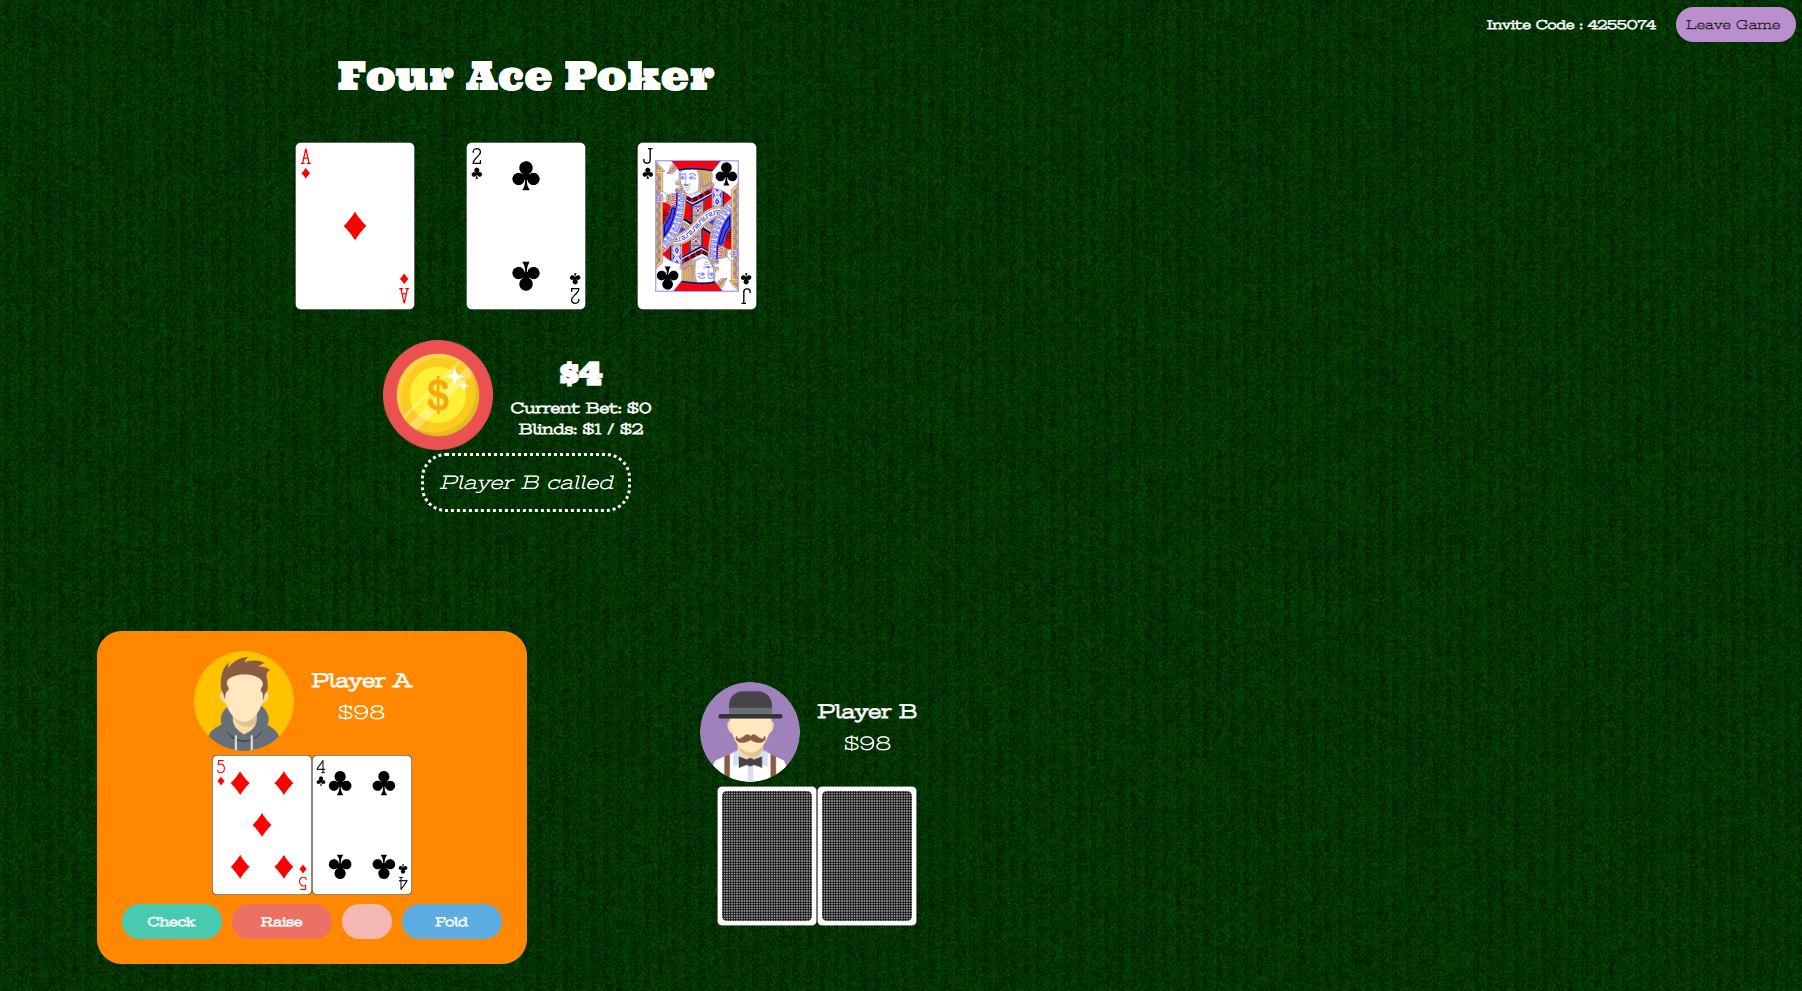 Invite Code : 4255074
Leave Game
Four Ace Poker
A
A
2
2
J
J
$
$4
Current Bet: $0
Blinds: $1 / $2
Player B called
Player A
$98
5
5
4
4
Check
Raise
Fold
Player B
$98